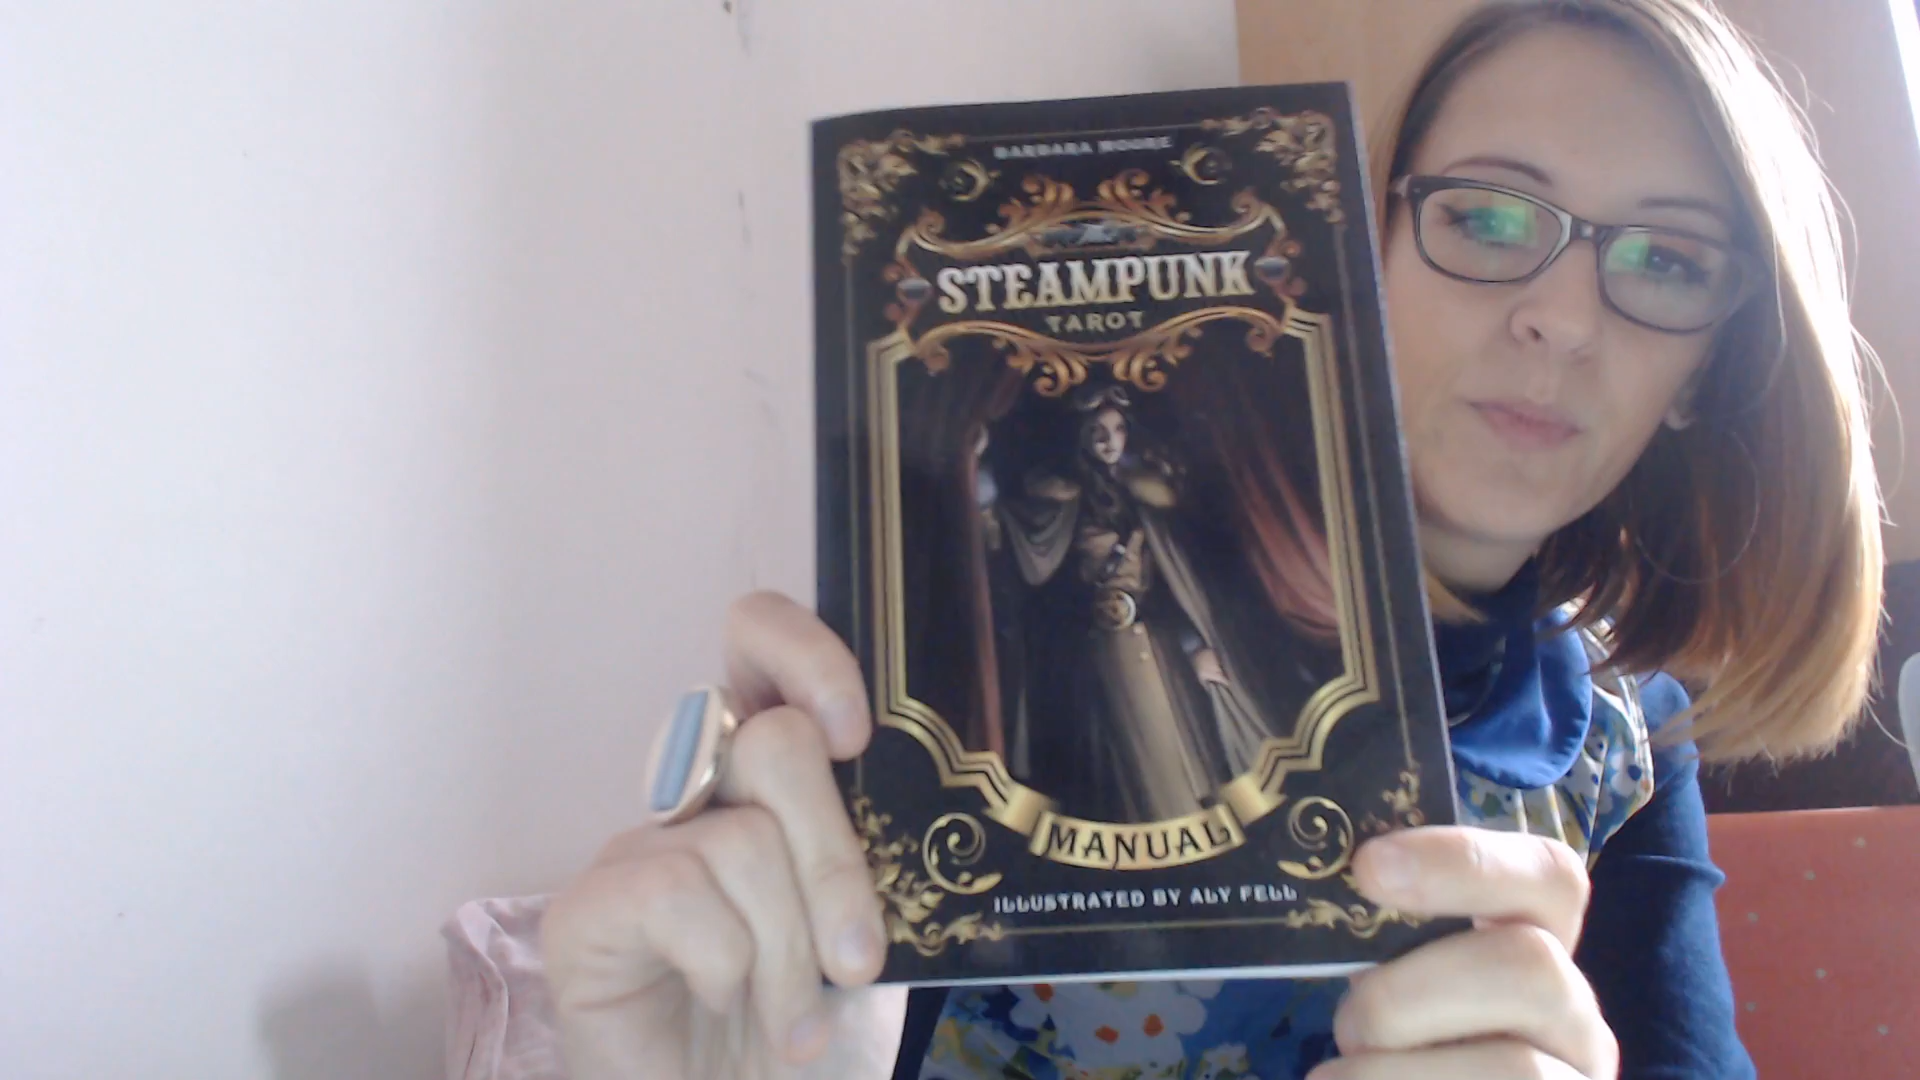 BARBARA MOORE
STEAMPUNK
TAROT
MANUAL
ILLUSTRATED BY ALY FELL